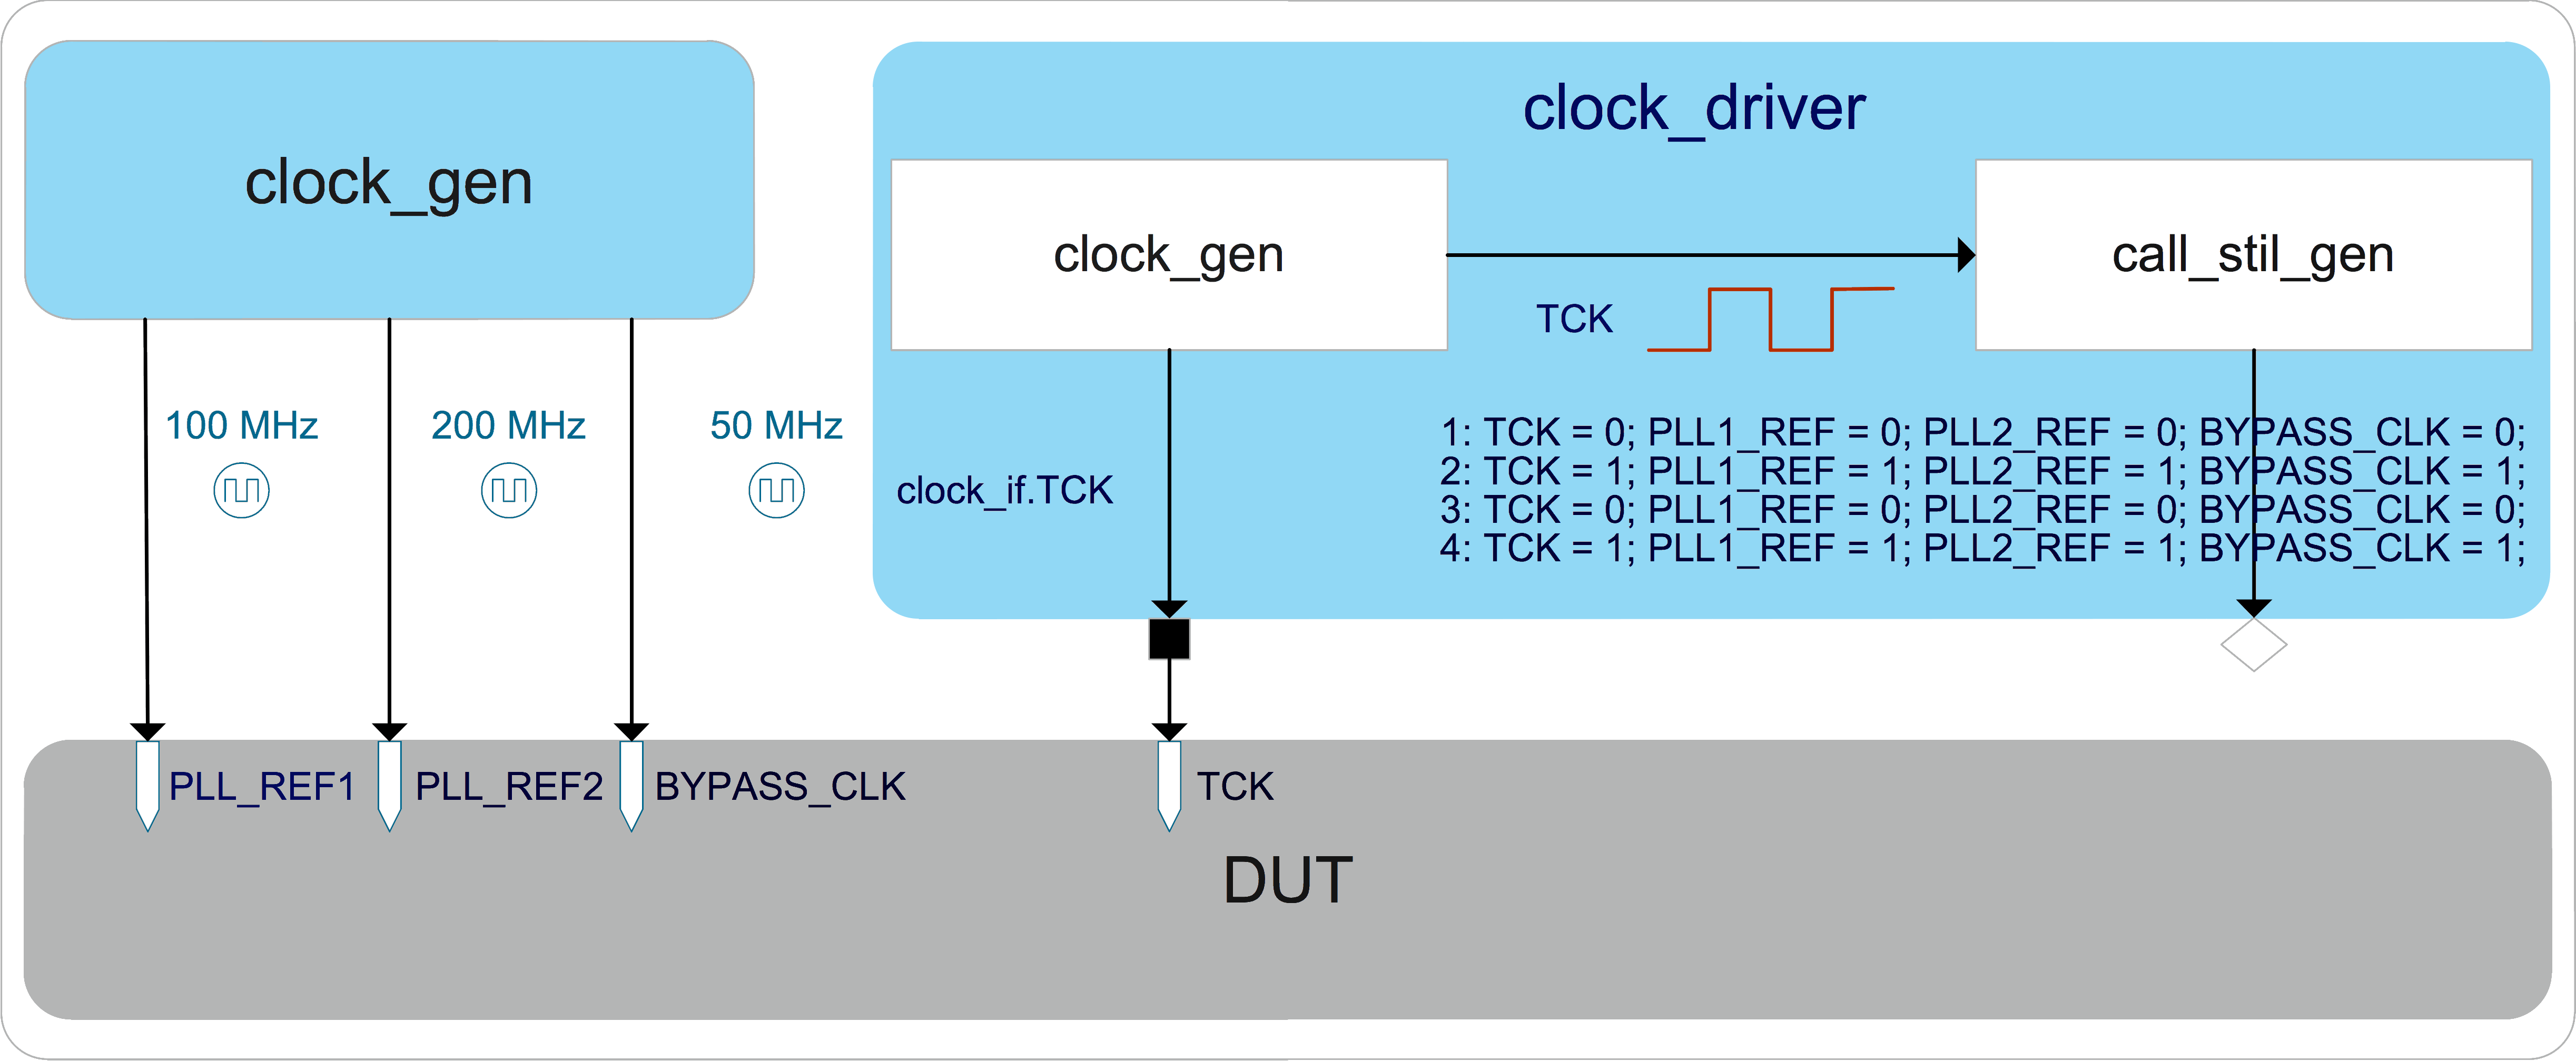 clock_gen
100 MHz
200 MHz
50 MHz
clock_driver
clock_gen
call_stil_gen
TCK
clock_if.TCK
1: TCK = 0; PLL1_REF = 0; PLL2_REF = 0; BYPASS_CLK = 0;
2: TCK = 1; PLL1_REF = 1; PLL2_REF = 1; BYPASS_CLK = 1;
3: TCK = 0; PLL1_REF = 0; PLL2_REF = 0; BYPASS_CLK = 0;
4: TCK = 1; PLL1_REF = 1; PLL2_REF = 1; BYPASS_CLK = 1;
PLL_REF1
PLL_REF2
BYPASS_CLK
TCK
DUT